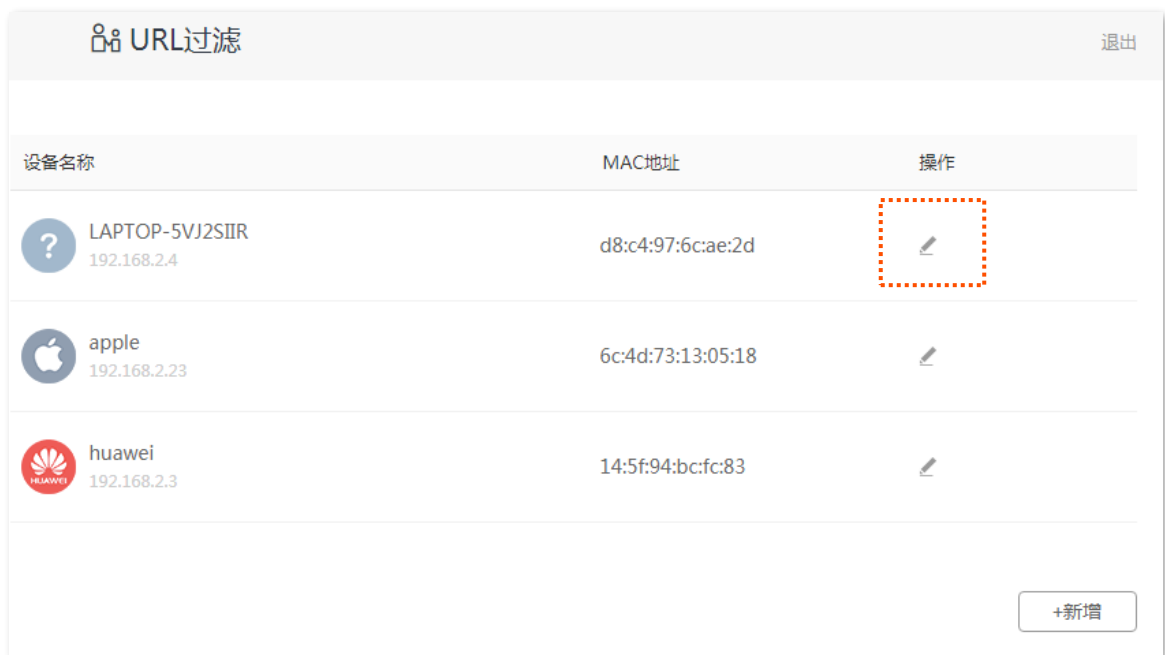 URL过滤
退出
设备名称 MAC地址 操作
?
LAPTOP-5VJ2SIIR
192.168.2.4
d8:c4:97:6c:ae:2d
apple
192.168.2.23
6c:4d:73:13:05:18
HUAWEI
huawei
192.168.2.3
14:5f:94:bc:fc:83
+新增